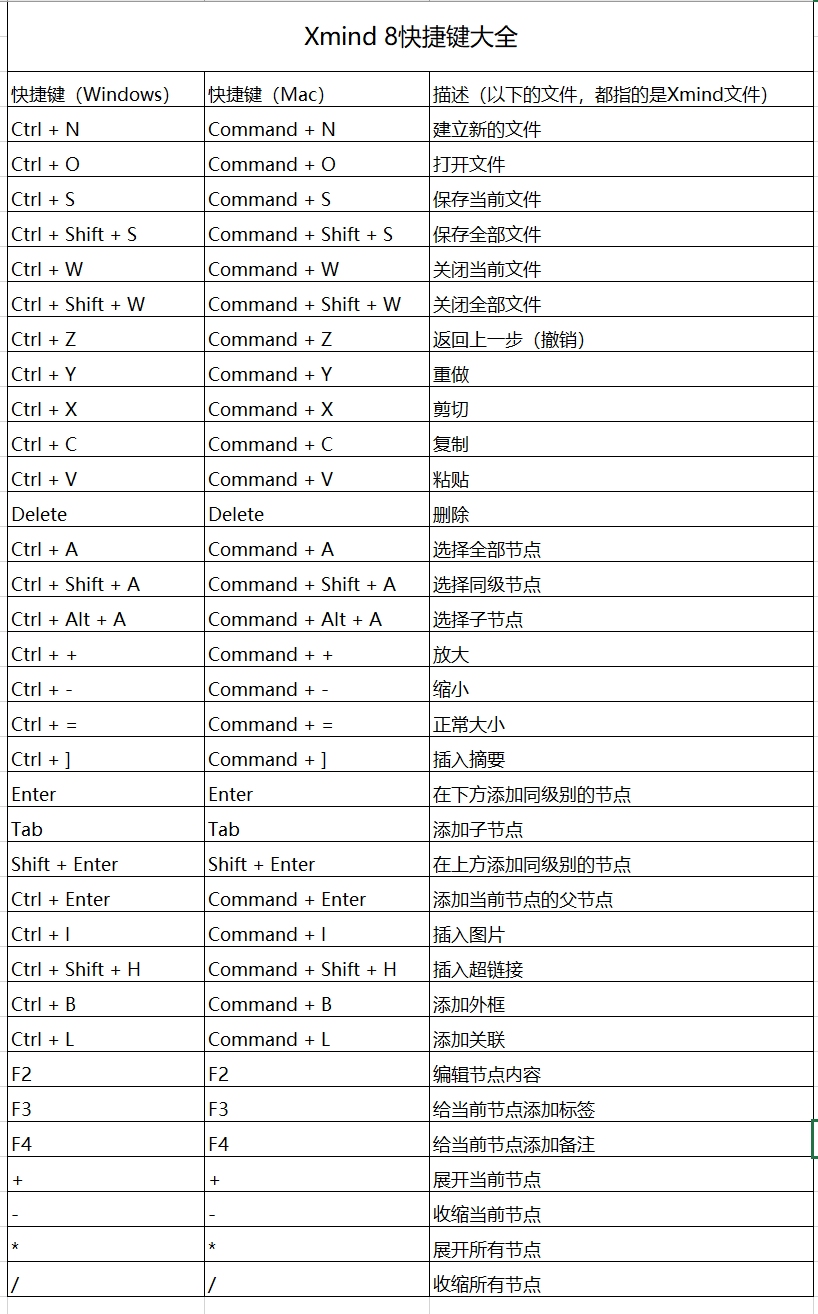 Xmind 8快捷键大全
快捷键（Windows） 快捷键（Mac） 描述（以下的文件，都指的是Xmind文件）
Ctrl + N Command + N 建立新的文件
Ctrl + O Command + O 打开文件
Ctrl + S Command + S 保存当前文件
Ctrl + Shift + S Command + Shift + S 保存全部文件
Ctrl + W Command + W 关闭当前文件
Ctrl + Shift + W Command + Shift + W 关闭全部文件
Ctrl + Z Command + Z 返回上一步（撤销）
Ctrl + Y Command + Y 重做
Ctrl + X Command + X 剪切
Ctrl + C Command + C 复制
Ctrl + V Command + V 粘贴
Delete Delete 删除
Ctrl + A Command + A 选择全部节点
Ctrl + Shift + A Command + Shift + A 选择同级节点
Ctrl + Alt + A Command + Alt + A 选择子节点
Ctrl + + Command + + 放大
Ctrl + - Command + - 缩小
Ctrl + = Command + = 正常大小
Ctrl + ] Command + ] 插入摘要
Enter Enter 在下方添加同级别的节点
Tab Tab 添加子节点
Shift + Enter Shift + Enter 在上方添加同级别的节点
Ctrl + Enter Command + Enter 添加当前节点的父节点
Ctrl + I Command + I 插入图片
Ctrl + Shift + H Command + Shift + H 插入超链接
Ctrl + B Command + B 添加外框
Ctrl + L Command + L 添加关联
F2 F2 编辑节点内容
F3 F3 给当前节点添加标签
F4 F4 给当前节点添加备注
+ + 展开当前节点
- - 收缩当前节点
* * 展开所有节点
/ / 收缩所有节点